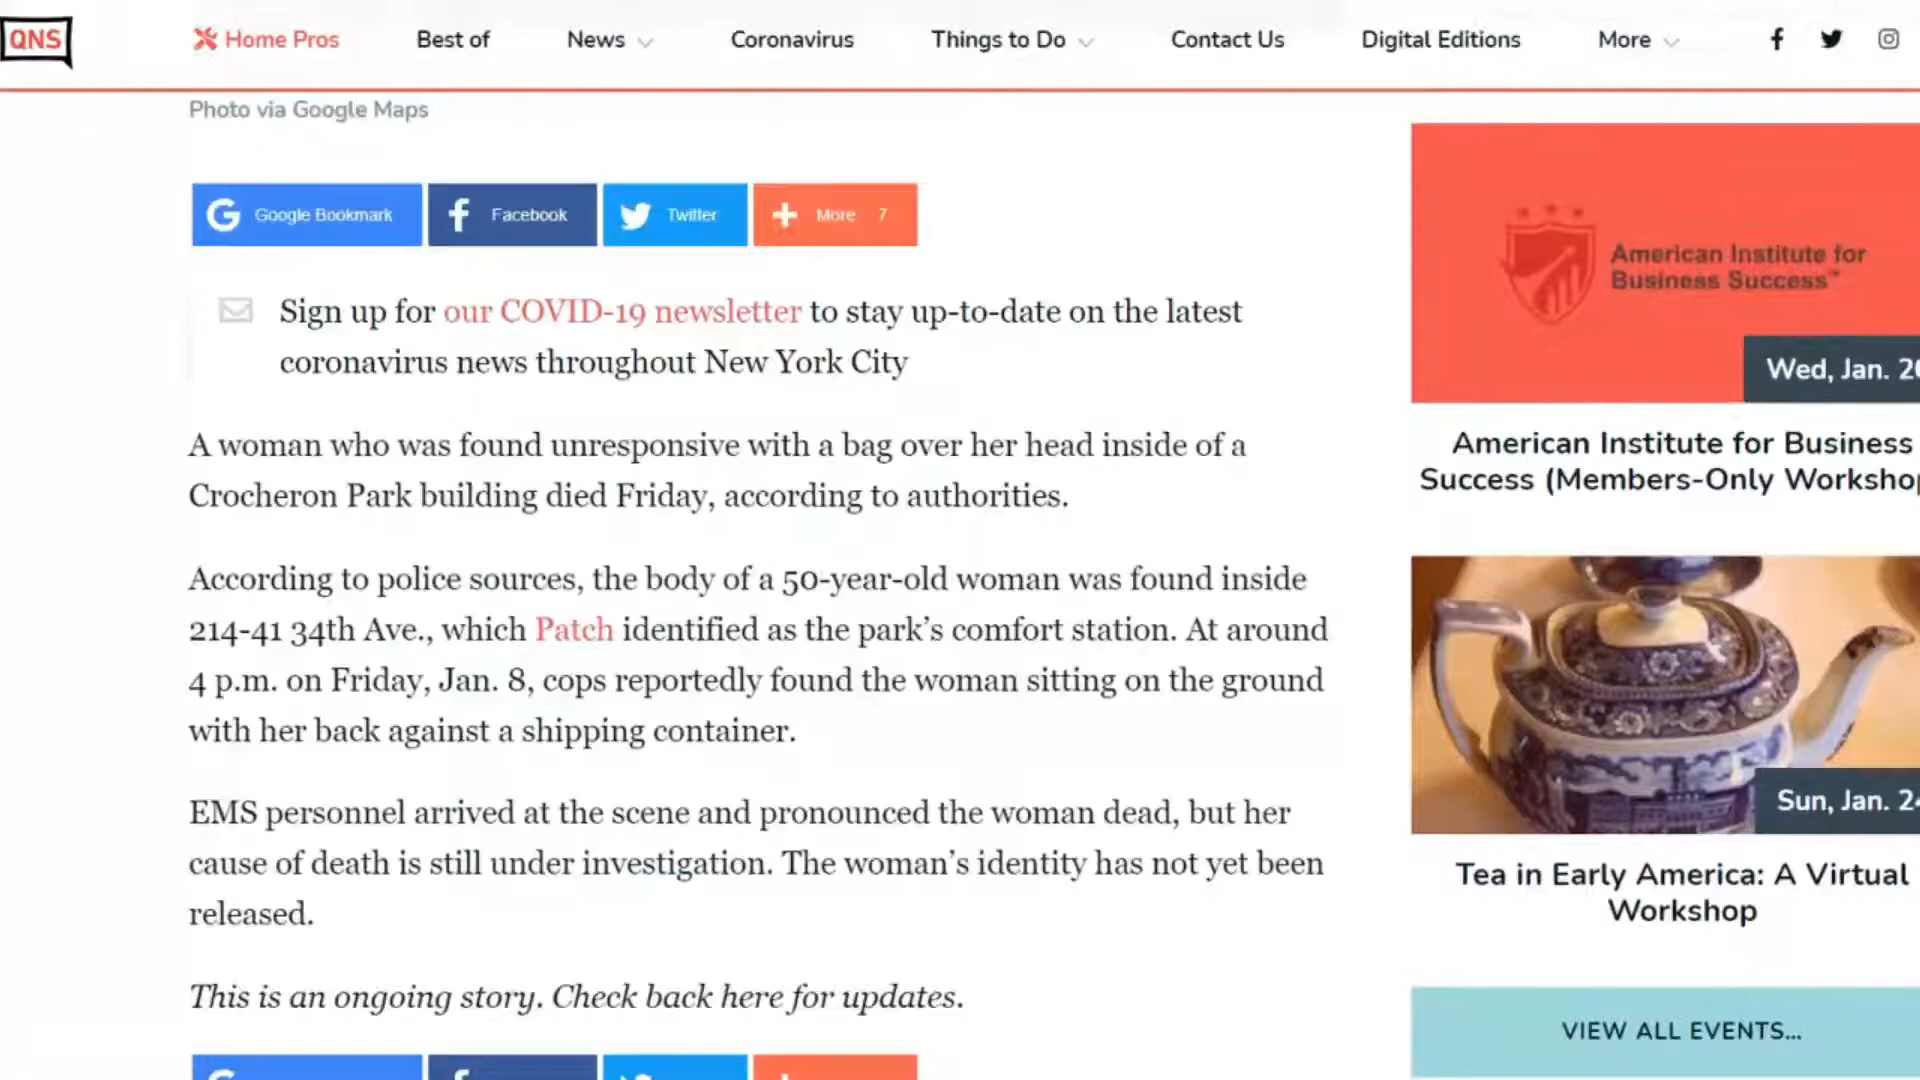 QNS
Home Pros
Best of
News
Coronavirus
Things to Do
Contact Us
Digital Editions
More
Photo via Google Maps
Google Bookmark
Facebook
Twitter
More 7
Sign up for our COVID-19 newsletter to stay up-to-date on the latest
coronavirus news throughout New York City
A woman who was found unresponsive with a bag over her head inside of a
Crocheron Park building died Friday, according to authorities.
According to police sources, the body of a 50-year-old woman was found inside
214-41 34th Ave., which Patch identified as the park’s comfort station. At around
4 p.m. on Friday, Jan. 8, cops reportedly found the woman sitting on the ground
with her back against a shipping container.
EMS personnel arrived at the scene and pronounced the woman dead, but her
cause of death is still under investigation. The woman’s identity has not yet been
released.
This is an ongoing story. Check back here for updates.
American Institute for
Business Success™
Wed, Jan. 20
American Institute for Business
Success (Members-Only Workshop
Sun, Jan. 24
Tea in Early America: A Virtual
Workshop
VIEW ALL EVENTS...